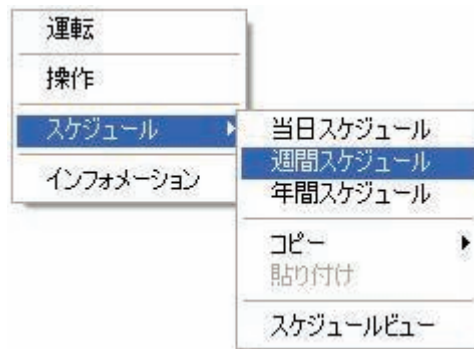 運転
操作
スケジュール
インフォメーション
当日スケジュール
週間スケジュール
年間スケジュール
コピー
貼り付け
スケジュールビュー